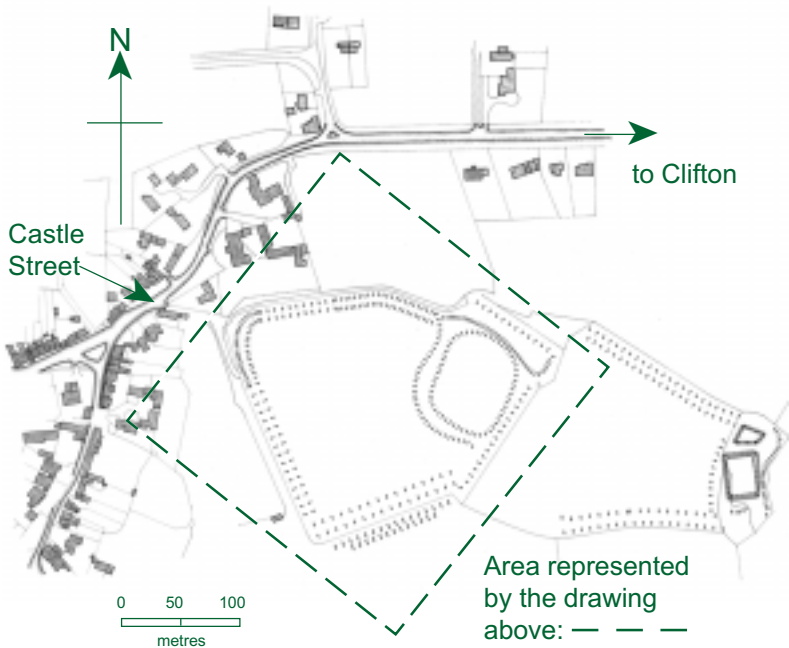 N
to Clifton
Castle
Street
Area represented
by the drawing
above:
0 50 100
metres